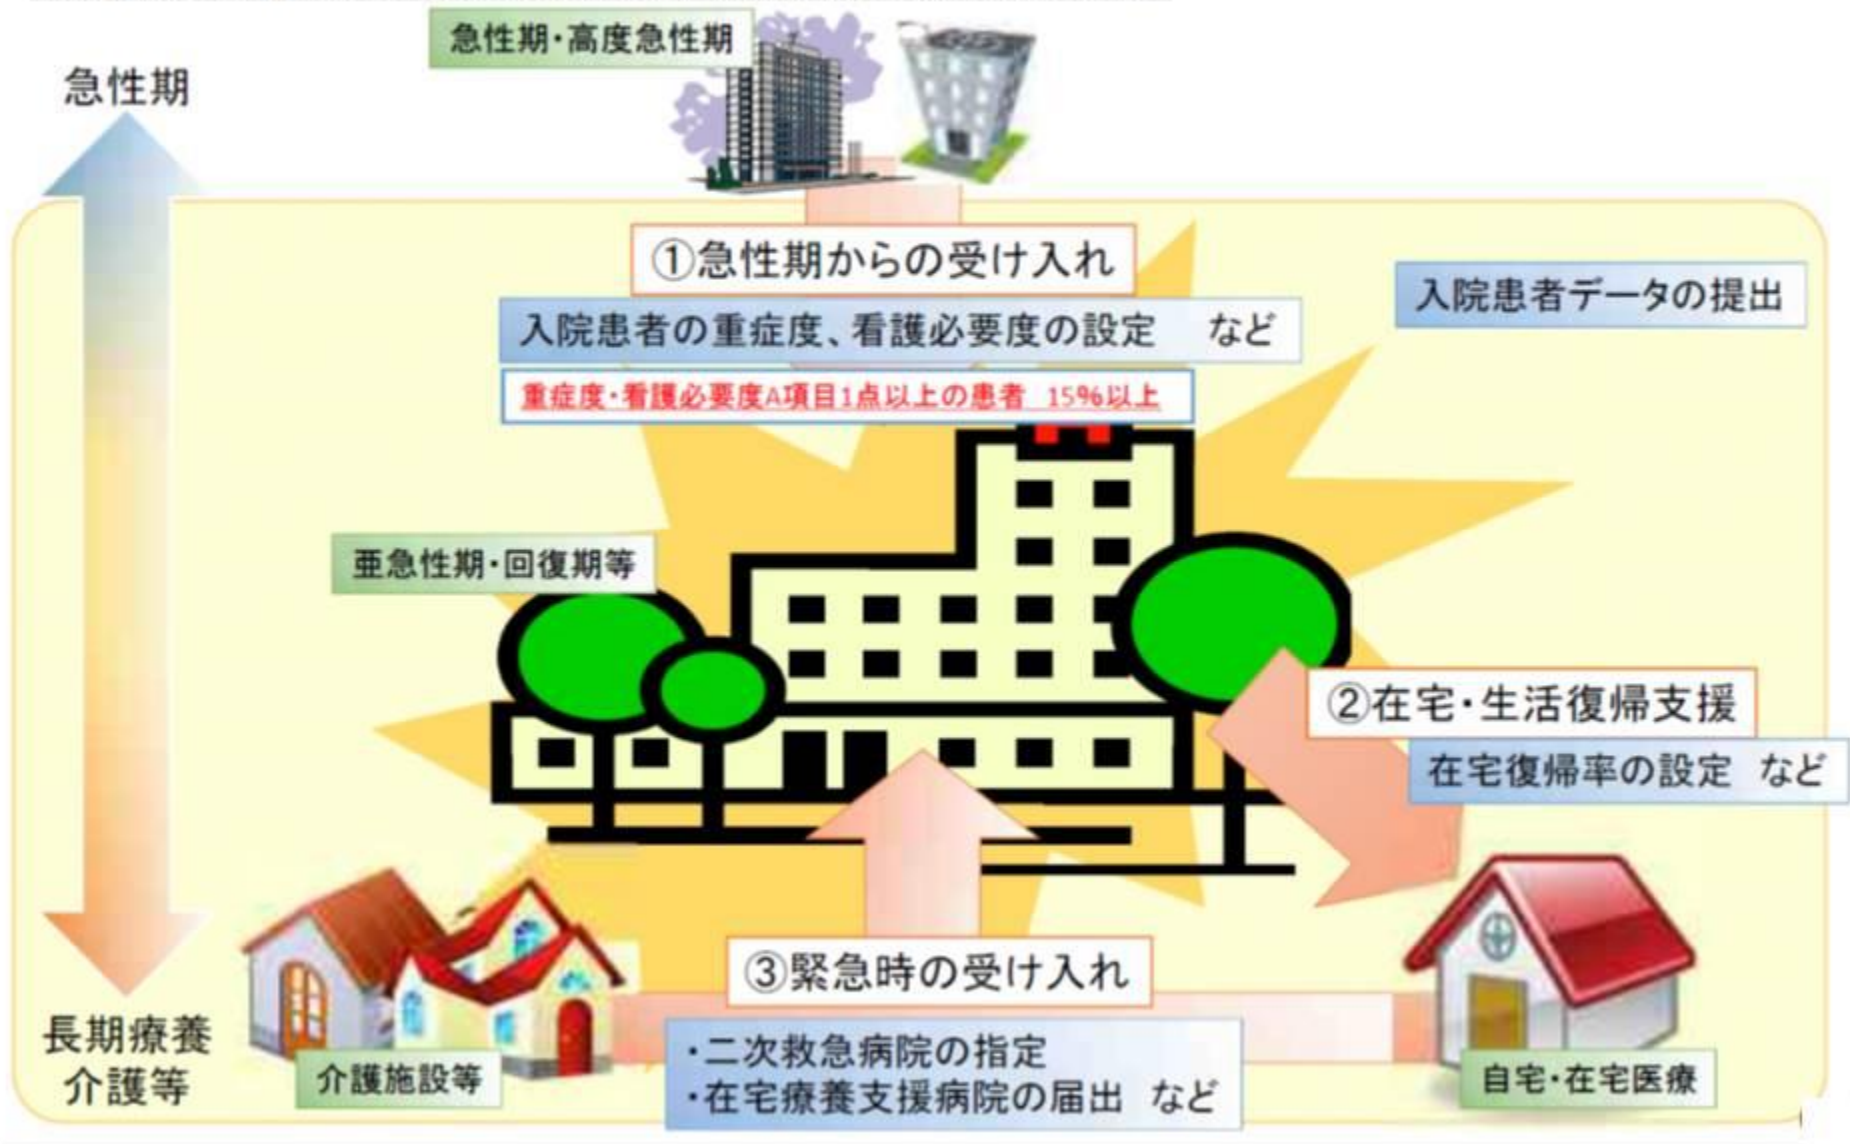 急性期・高度急性期
急性期
①急性期からの受け入れ
入院患者データの提出
入院患者の重症度、看護必要度の設定　など
重症度・看護必要度A項目1点以上の患者　15%以上
亜急性期・回復期等
②在宅・生活復帰支援
在宅復帰率の設定　など
③緊急時の受け入れ
長期療養
介護等
介護施設等
・二次救急病院の指定
・在宅療養支援病院の届出　など
自宅・在宅医療